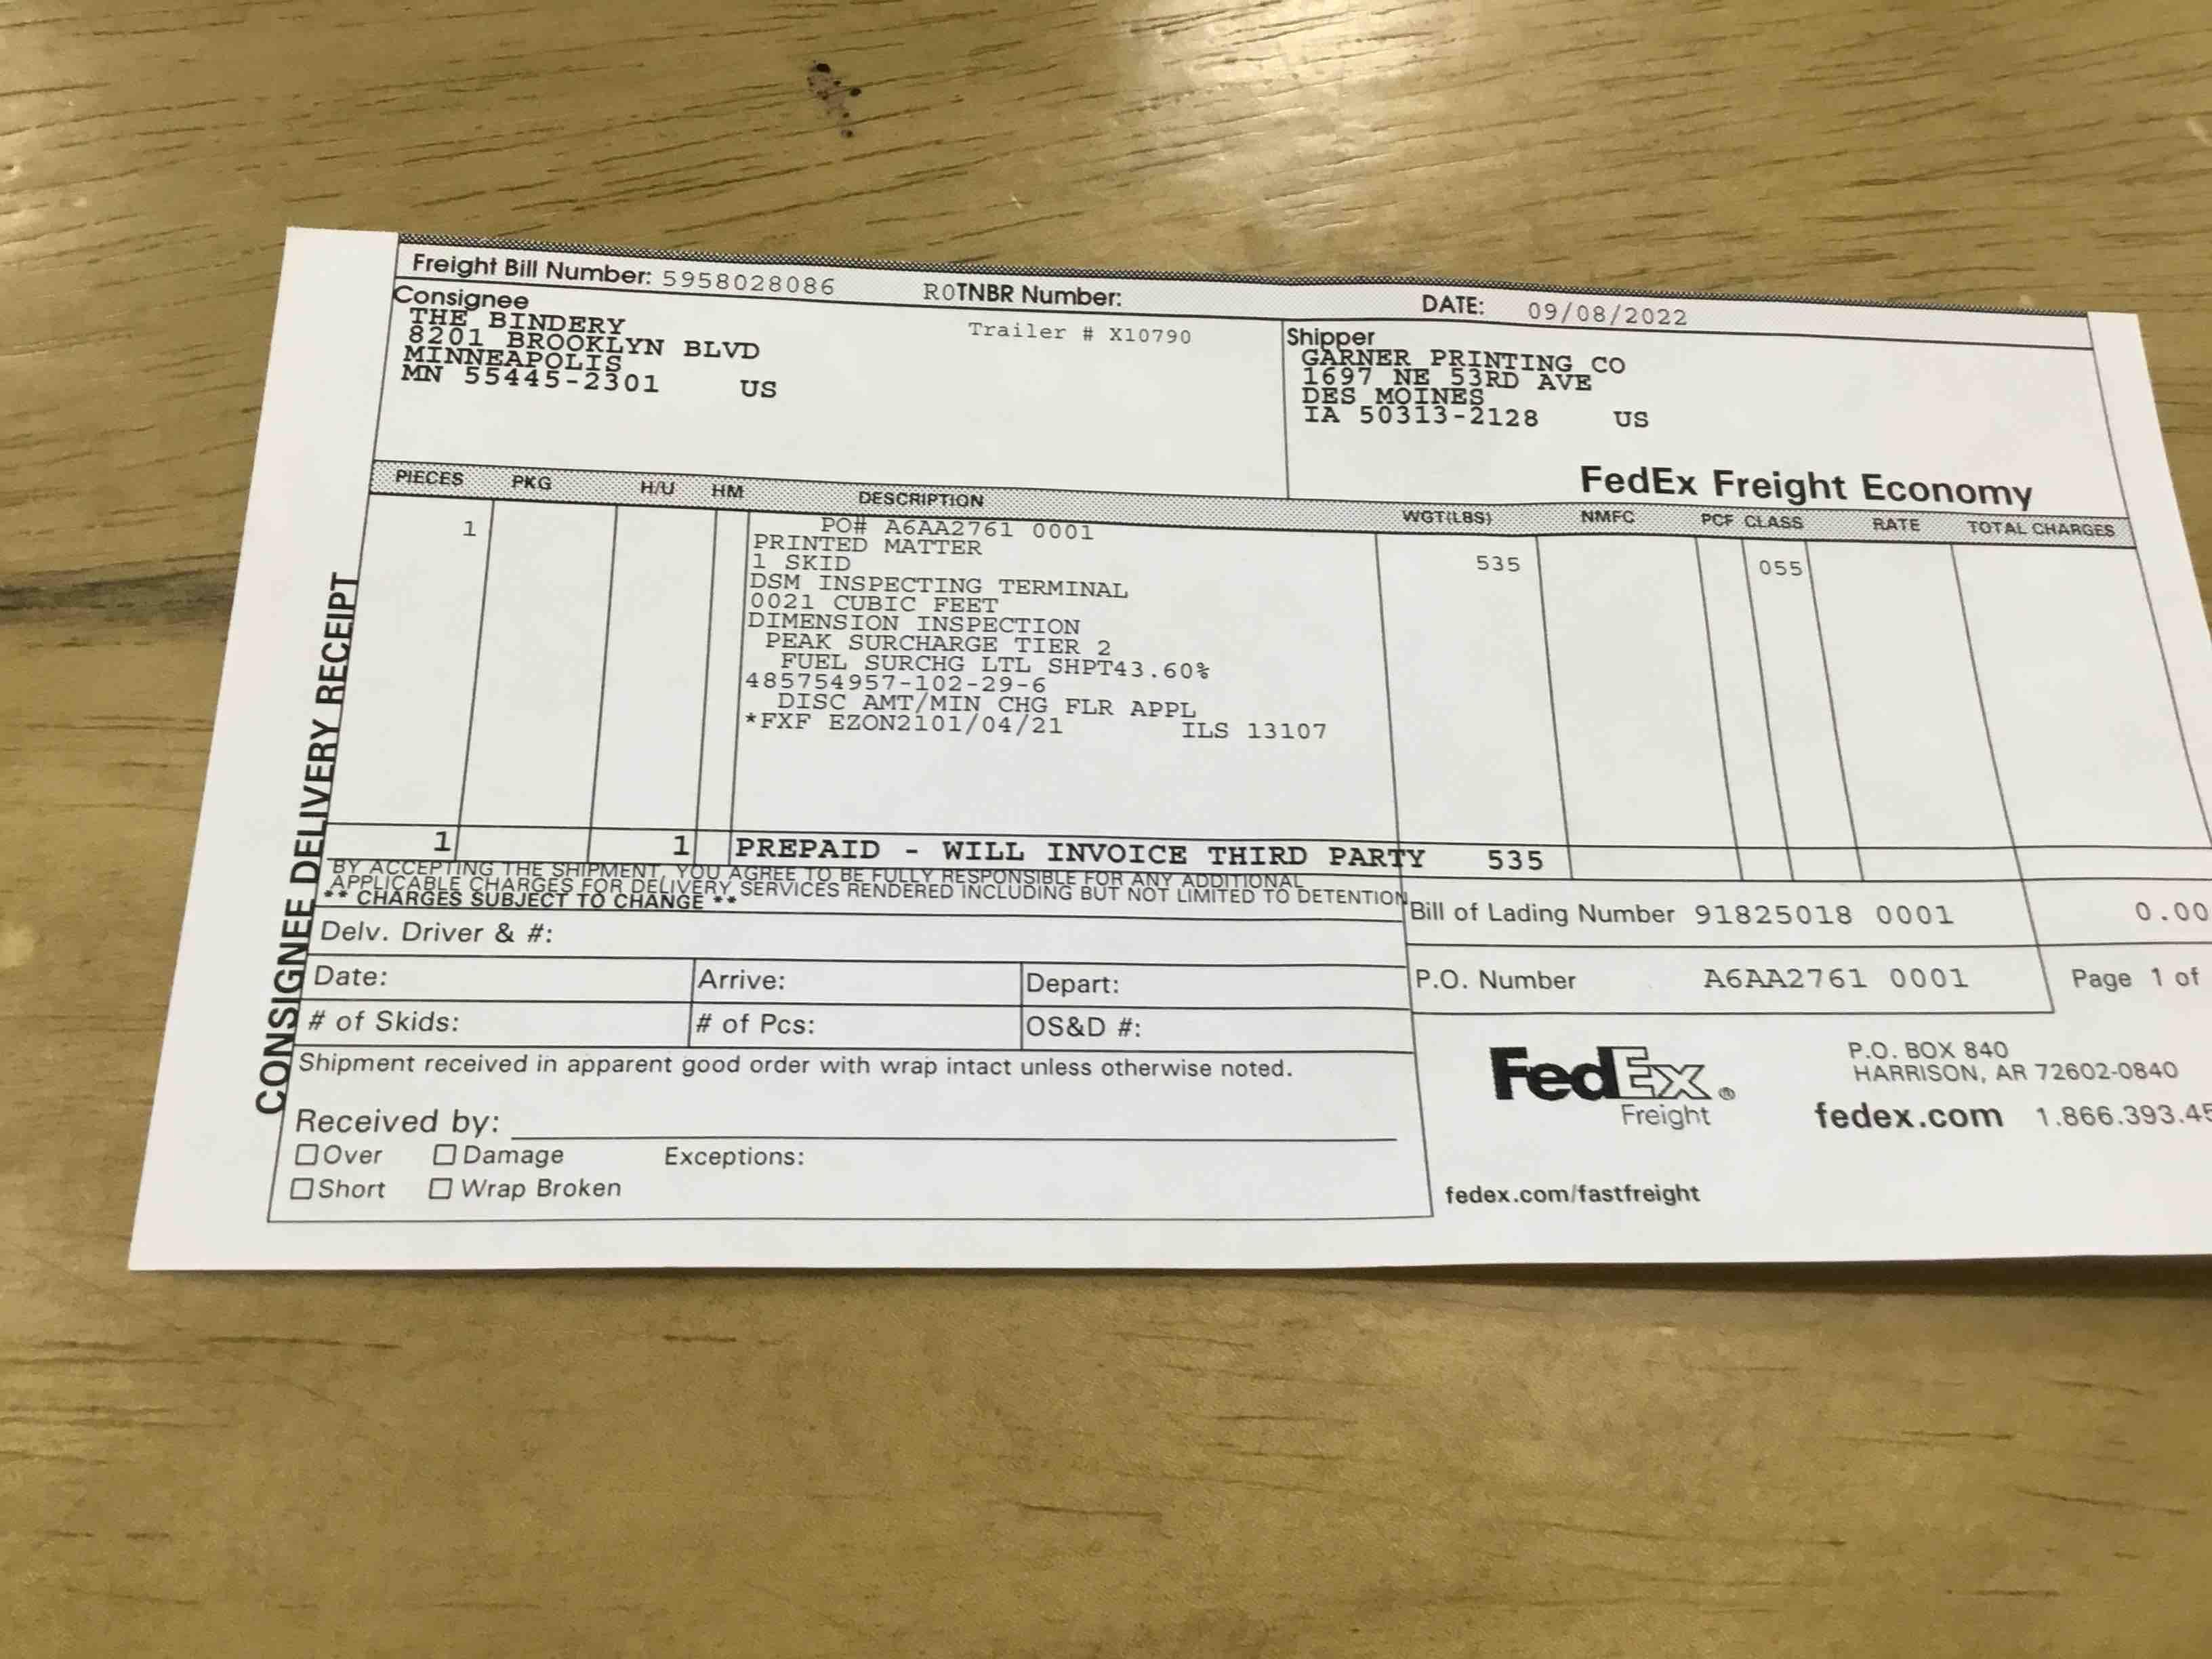 Freight Bill Number: 5958028086 R0TNBR Number: DATE: 09/08/2022
Consignee
THE BINDERY
8201 BROOKLYN BLVD
MINNEAPOLIS
MN 55445-2301 US
Trailer # X10790
Shipper
GARNER PRINTING CO
1697 NE 53RD AVE
DES MOINES
IA 50313-2128 US
FedEx Freight Economy
PIECES PKG H/U HM DESCRIPTION WGT(LBS) NMFC PCF CLASS RATE TOTAL CHARGES
1 PO# A6AA2761 0001
PRINTED MATTER 535 055
1 SKID
DSM INSPECTING TERMINAL
0021 CUBIC FEET
DIMENSION INSPECTION
PEAK SURCHARGE TIER 2
FUEL SURCHG LTL SHPT43.60%
485754957-102-29-6
DISC AMT/MIN CHG FLR APPL
*FXF EZON2101/04/21 ILS 13107
1 1 PREPAID - WILL INVOICE THIRD PARTY 535
BY ACCEPTING THE SHIPMENT, YOU AGREE TO BE FULLY RESPONSIBLE FOR ANY ADDITIONAL
APPLICABLE CHARGES FOR DELIVERY SERVICES RENDERED INCLUDING BUT NOT LIMITED TO DETENTION
** CHARGES SUBJECT TO CHANGE **
Bill of Lading Number 91825018 0001 0.00
Delv. Driver & #:
Date: Arrive: Depart:
P.O. Number A6AA2761 0001 Page 1 of
# of Skids: # of Pcs: OS&D #:
Shipment received in apparent good order with wrap intact unless otherwise noted.
Received by:
Over Damage Exceptions:
Short Wrap Broken
FedEx®
Freight
P.O. BOX 840
HARRISON, AR 72602-0840
fedex.com 1.866.393.45
fedex.com/fastfreight
CONSIGNEE DELIVERY RECEIPT